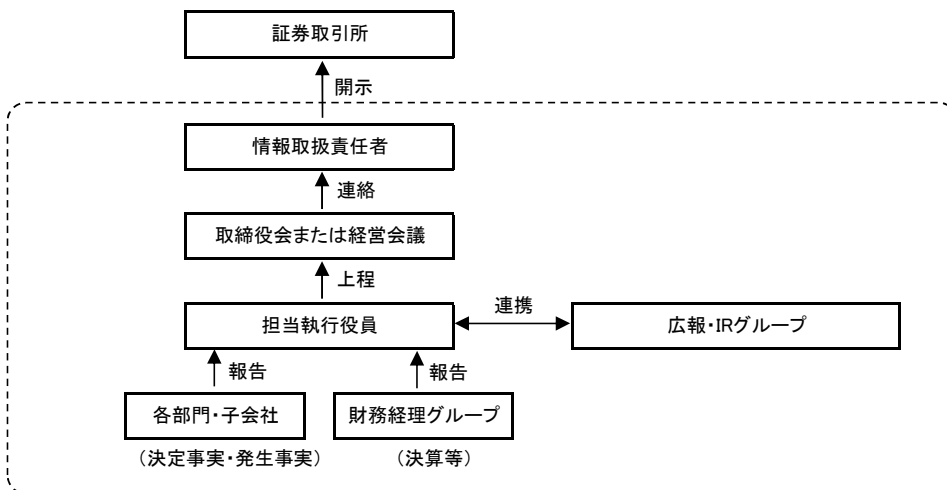 証券取引所
開示
情報取扱責任者
連絡
取締役会または経営会議
上程
担当執行役員
連携
広報・IRグループ
報告
報告
各部門・子会社
財務経理グループ
（決定事実・発生事実）
（決算等）